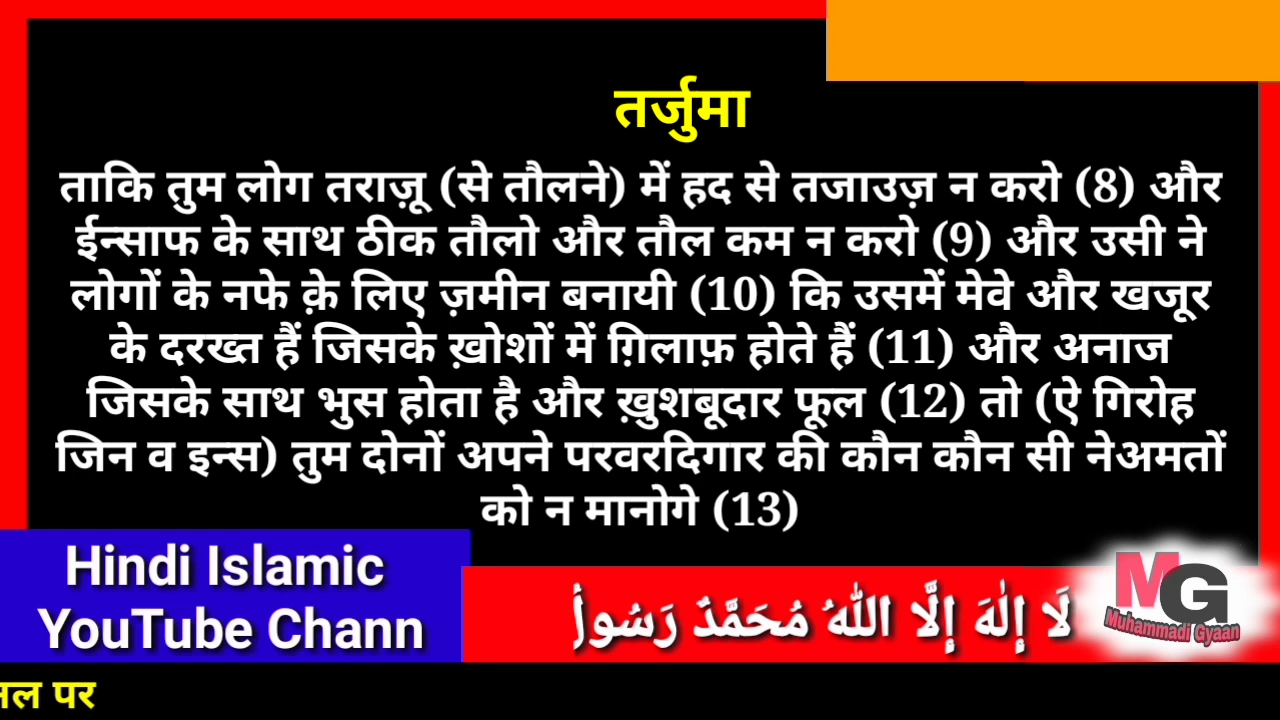 तर्जुमा
ताकि तुम लोग तराज़ू (से तौलने) में हद से तजाउज़ न करो (8) और
ईन्साफ के साथ ठीक तौलो और तौल कम न करो (9) और उसी ने
लोगों के नफे क़े लिए ज़मीन बनायी (10) कि उसमें मेवे और खजूर
के दरख्त हैं जिसके ख़ोशों में ग़िलाफ़ होते हैं (11) और अनाज
जिसके साथ भुस होता है और ख़ुशबूदार फूल (12) तो (ऐ गिरोह
जिन व इन्स) तुम दोनों अपने परवरदिगार की कौन कौन सी नेअमतों
को न मानोगे (13)
Hindi Islamic
YouTube Chann
لَا إِلٰهَ إِلَّا اللّٰهُ مُحَمَّدٌ رَسُولُ
MG
Muhammadi Gyaan
पर